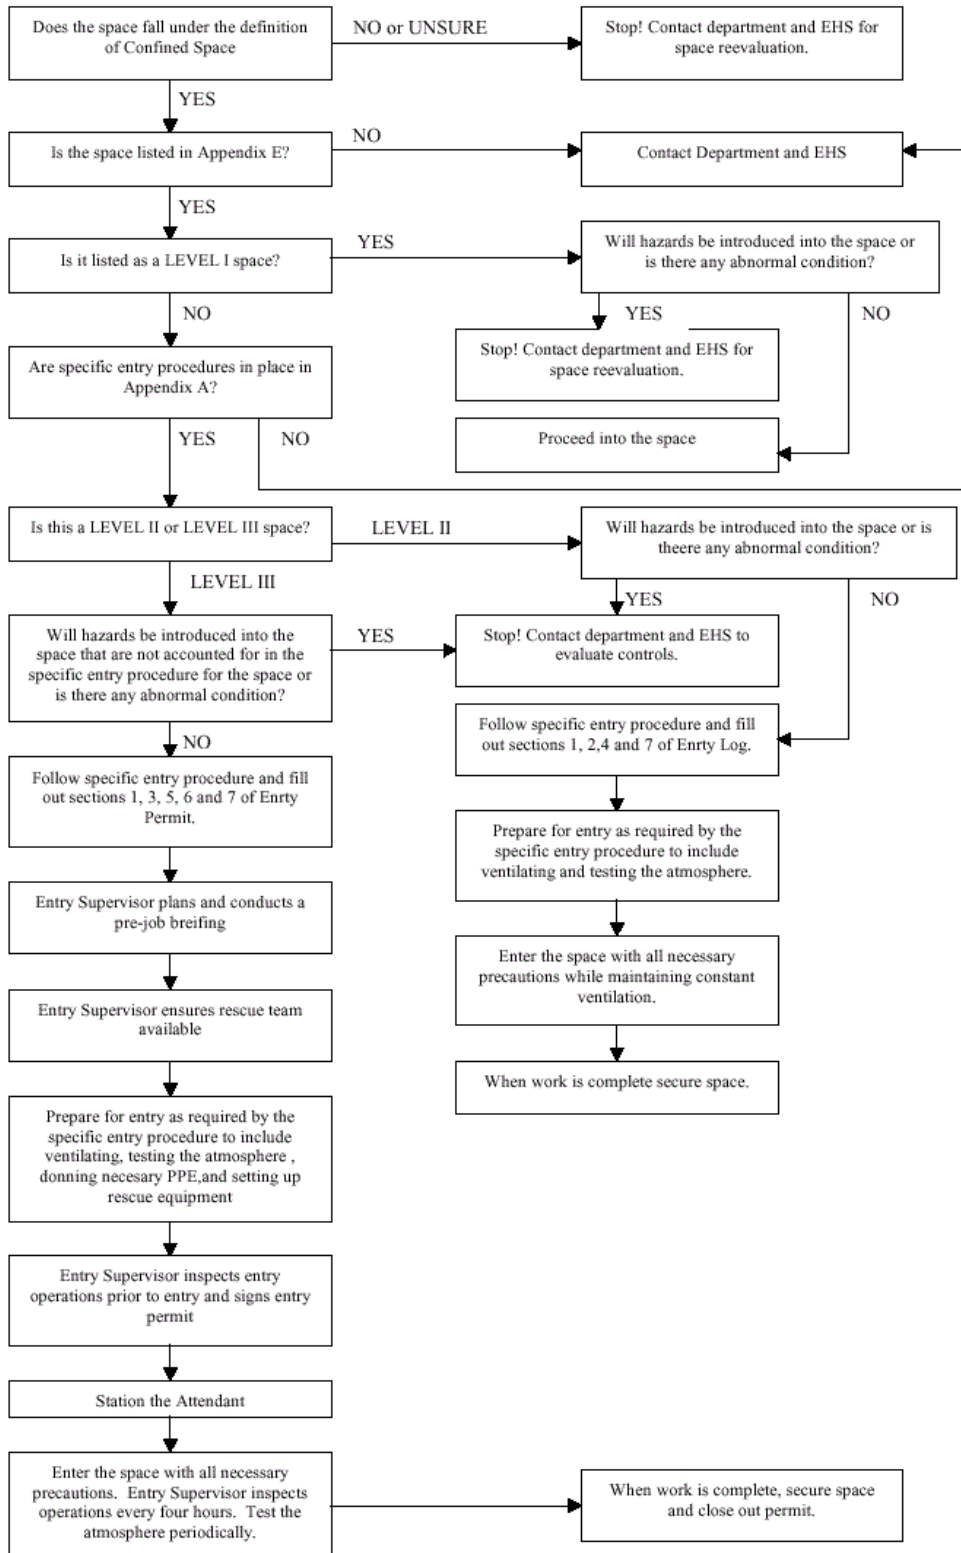 Does the space fall under the definition
of Confined Space
NO or UNSURE
Stop! Contact department and EHS for
space reevaluation.
YES
Is the space listed in Appendix E?
NO
Contact Department and EHS
YES
Is it listed as a LEVEL I space?
YES
Will hazards be introduced into the space or
is there any abnormal condition?
NO
YES
NO
Stop! Contact department and EHS for
space reevaluation.
Are specific entry procedures in place in
Appendix A?
Proceed into the space
YES
NO
Is this a LEVEL II or LEVEL III space?
LEVEL II
Will hazards be introduced into the space or is
theere any abnormal condition?
LEVEL III
YES
NO
Will hazards be introduced into the
space that are not accounted for in the
specific entry procedure for the space or
is there any abnormal condition?
YES
Stop! Contact department and EHS to
evaluate controls.
NO
Follow specific entry procedure and fill
out sections 1, 2,4 and 7 of Enrty Log.
Follow specific entry procedure and fill
out sections 1, 3, 5, 6 and 7 of Enrty
Permit.
Prepare for entry as required by the
specific entry procedure to include
ventilating and testing the atmosphere.
Entry Supervisor plans and conducts a
pre-job breifing
Enter the space with all necessary
precautions while maintaining constant
ventilation.
Entry Supervisor ensures rescue team
available
When work is complete secure space.
Prepare for entry as required by the
specific entry procedure to include
ventilating, testing the atmosphere ,
donning necesary PPE,and setting up
rescue equipment
Entry Supervisor inspects entry
operations prior to entry and signs entry
permit
Station the Attendant
Enter the space with all necessary
precautions.  Entry Supervisor inspects
operations every four hours.  Test the
atmosphere periodically.
When work is complete, secure space
and close out permit.